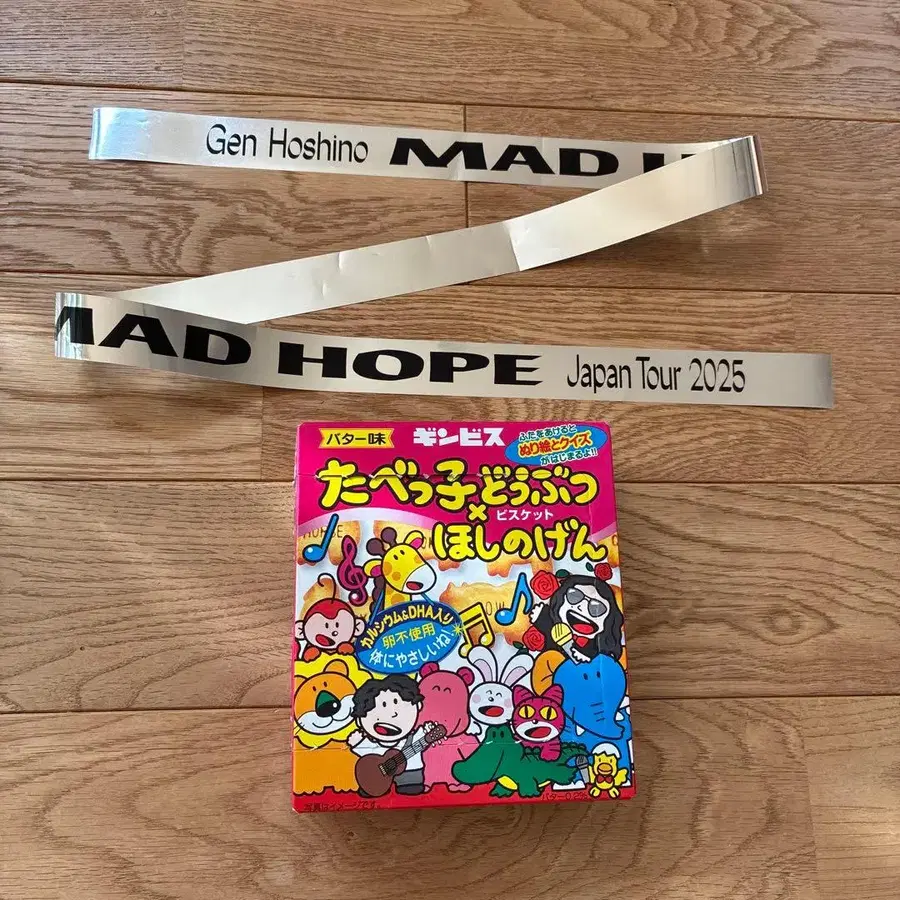 Gen Hoshino MAD H
MAD HOPE Japan Tour 2025
バター味 ギンビス
ふたをあけると
ぬり絵とクイズ
がはじまるよ!!
たべっ子どうぶつ
×ビスケット
ほしのげん
HORSE
COW
カルシウム&DHA入り
卵不使用
体にやさしいね!
写真はイメージです。